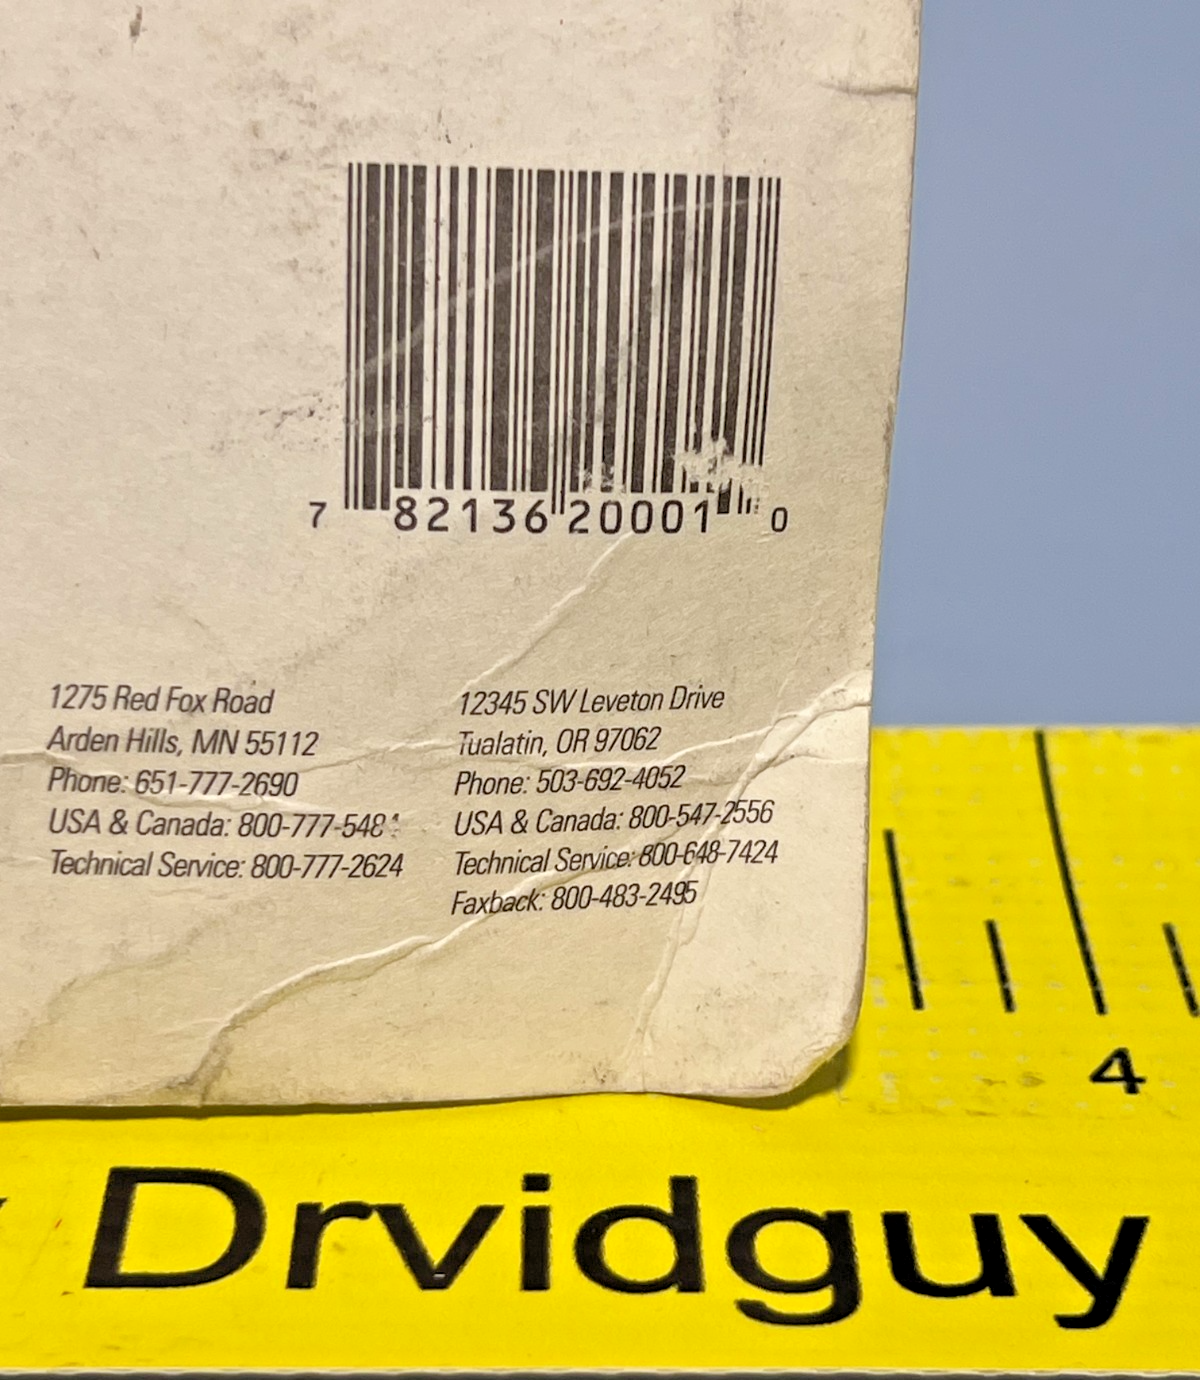 7 82136 20001 0
1275 Red Fox Road
Arden Hills, MN 55112
Phone: 651-777-2690
USA & Canada:
Technical Service: 800-777-2624
12345 SW Leveton Drive
Tualatin, OR 97062
Phone: 503-692-4052
USA & Canada: 800-547-2556
Technical Service: 800-648-7424
Faxback: 800-483-2495
4
Drvidguy